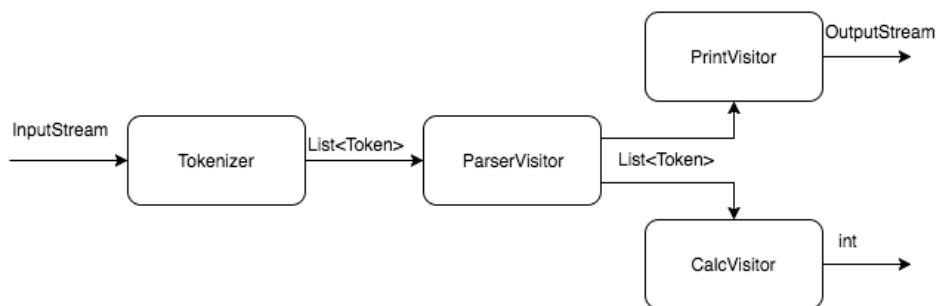 InputStream
Tokenizer
List<Token>
ParserVisitor
List<Token>
PrintVisitor
OutputStream
CalcVisitor
int